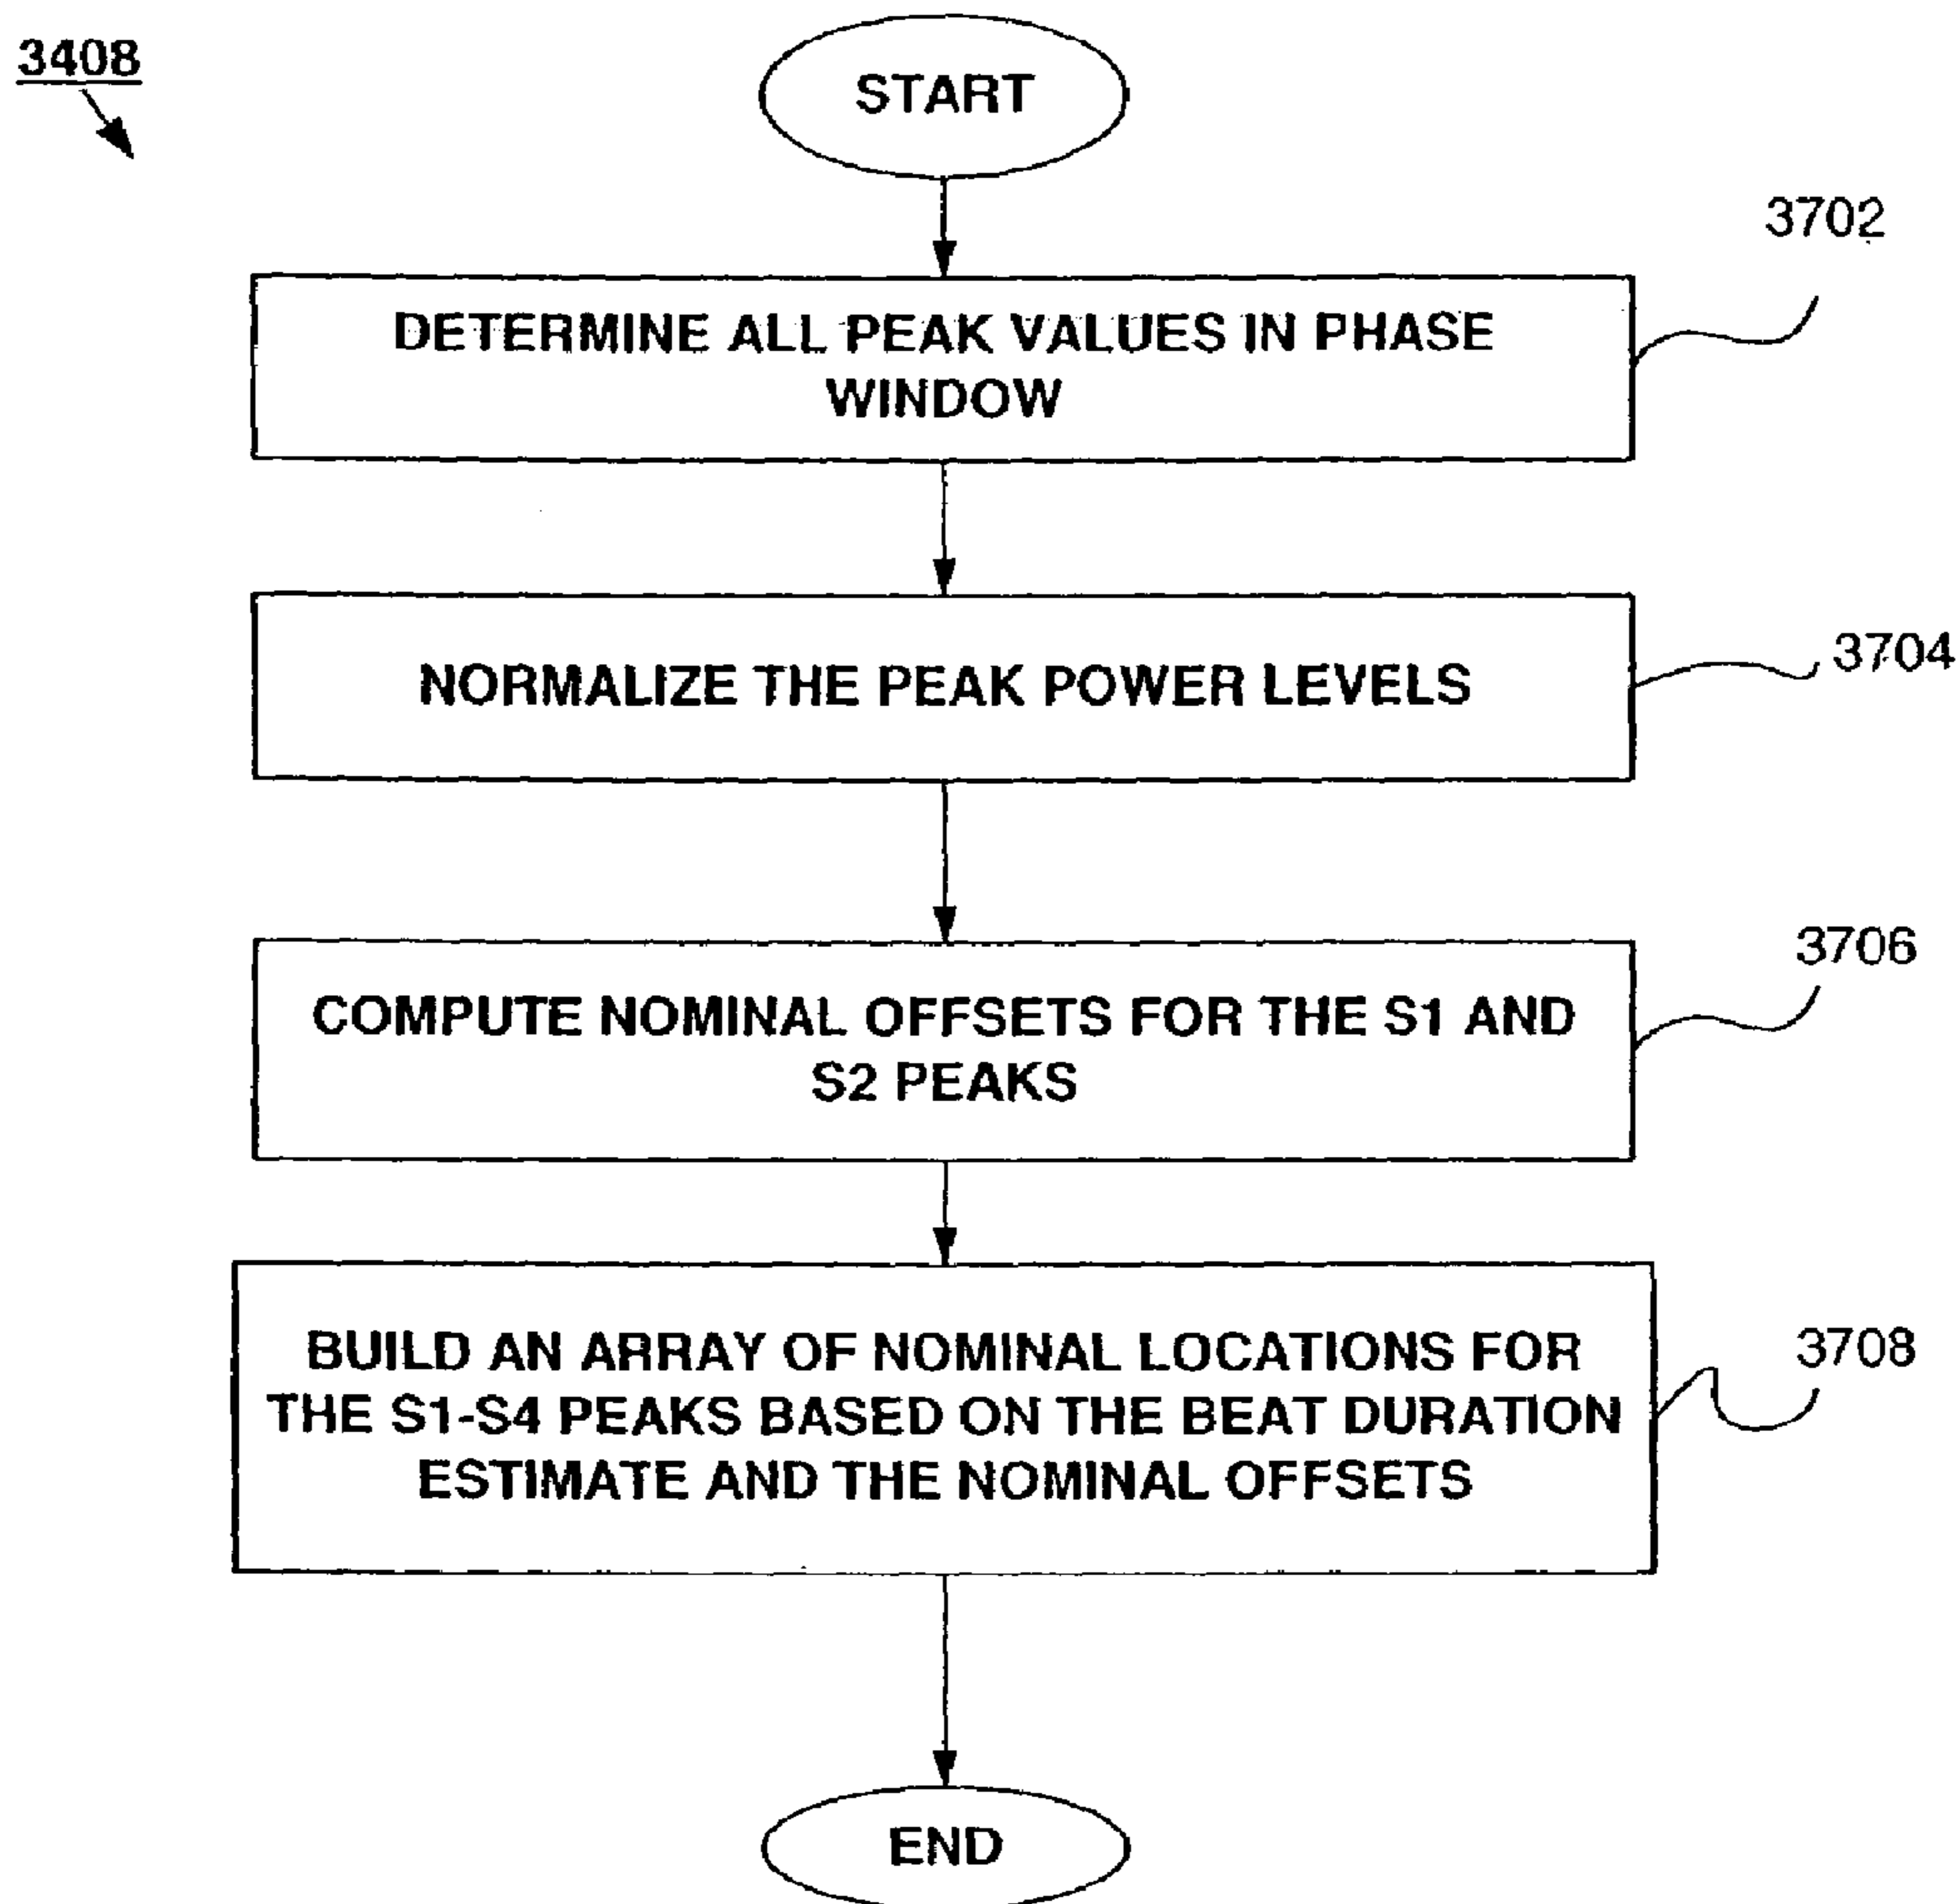 3408
START
3702
DETERMINE ALL PEAK VALUES IN PHASE
WINDOW
3704
NORMALIZE THE PEAK POWER LEVELS
3706
COMPUTE NOMINAL OFFSETS FOR THE S1 AND
S2 PEAKS
3708
BUILD AN ARRAY OF NOMINAL LOCATIONS FOR
THE S1-S4 PEAKS BASED ON THE BEAT DURATION
ESTIMATE AND THE NOMINAL OFFSETS
END